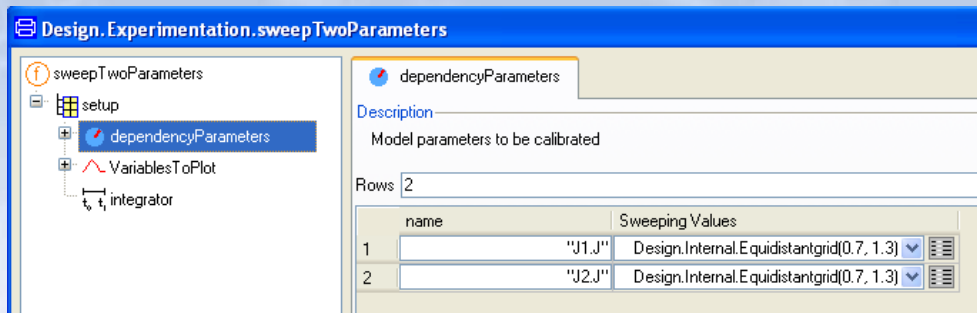 Design.Experimentation.sweepTwoParameters
f sweepTwoParameters
setup
dependencyParameters
VariablesToPlot
t₀ t₁ integrator
dependencyParameters
Description
Model parameters to be calibrated
Rows 2
name Sweeping Values
1 "J1.J" Design.Internal.Equidistantgrid(0.7, 1.3)
2 "J2.J" Design.Internal.Equidistantgrid(0.7, 1.3)